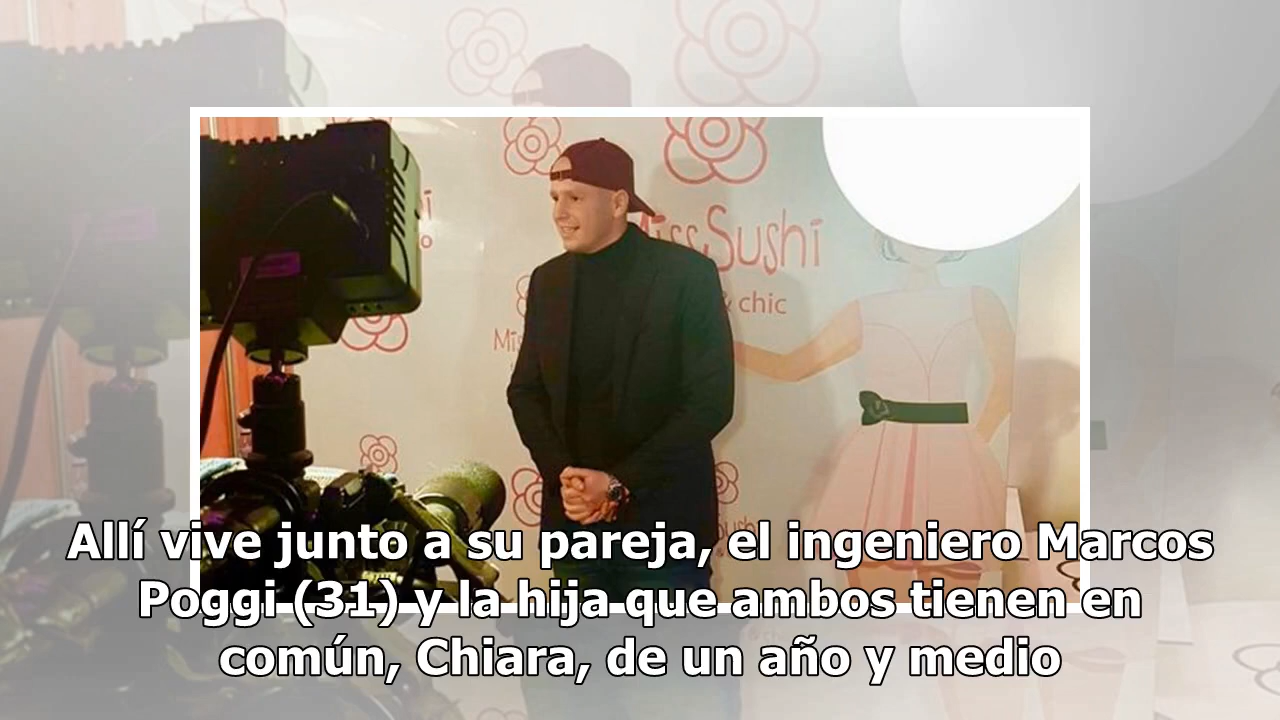 Miss Sushi
& chic
Allí vive junto a su pareja, el ingeniero Marcos
Poggi (31) y la hija que ambos tienen en
común, Chiara, de un año y medio